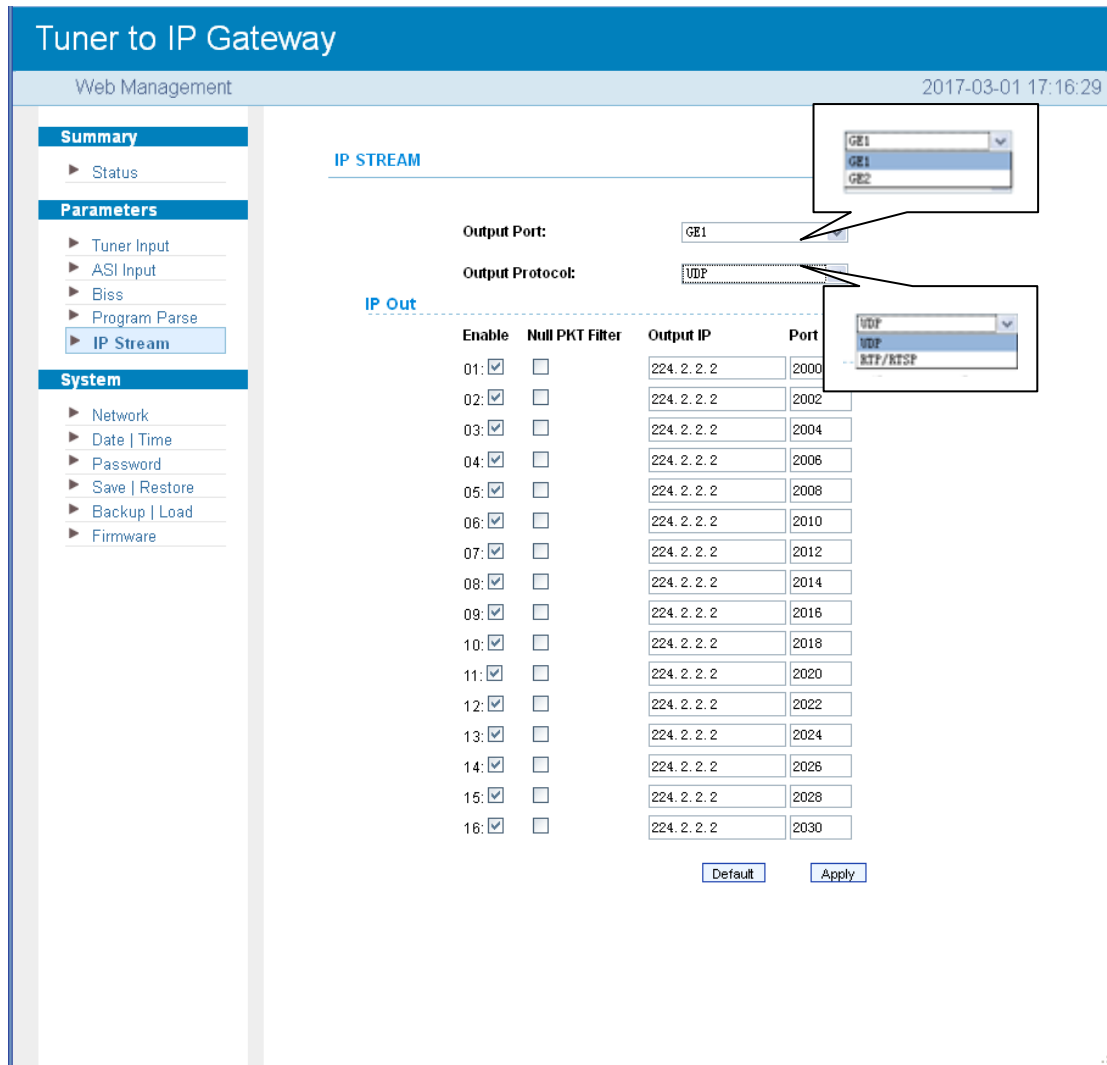 Tuner to IP Gateway
Web Management
2017-03-01 17:16:29
Summary
Status
Parameters
Tuner Input
ASI Input
Biss
Program Parse
IP Stream
System
Network
Date | Time
Password
Save | Restore
Backup | Load
Firmware
IP STREAM
GE1
GE1
GE2
Output Port: GE1
Output Protocol: UDP
UDP
UDP
RTP/RTSP
IP Out
Enable Null PKT Filter Output IP Port
01: 224.2.2.2 2000
02: 224.2.2.2 2002
03: 224.2.2.2 2004
04: 224.2.2.2 2006
05: 224.2.2.2 2008
06: 224.2.2.2 2010
07: 224.2.2.2 2012
08: 224.2.2.2 2014
09: 224.2.2.2 2016
10: 224.2.2.2 2018
11: 224.2.2.2 2020
12: 224.2.2.2 2022
13: 224.2.2.2 2024
14: 224.2.2.2 2026
15: 224.2.2.2 2028
16: 224.2.2.2 2030
Default Apply